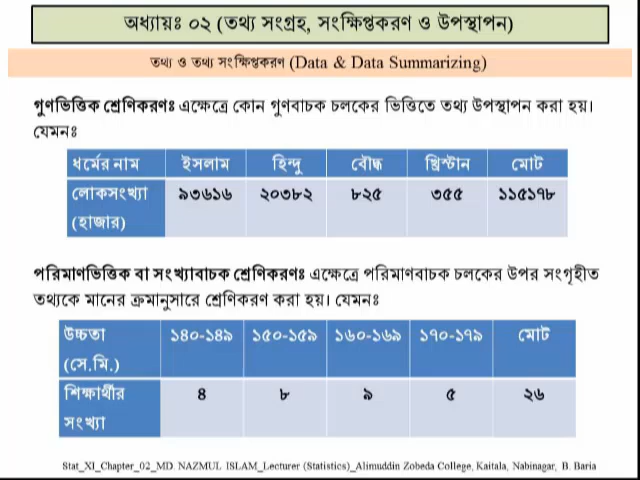 অধ্যায়ঃ ০২ (তথ্য সংগ্রহ, সংক্ষিপ্তকরণ ও উপস্থাপন)
তথ্য ও তথ্য সংক্ষিপ্তকরণ (Data & Data Summarizing)
গুণভিত্তিক শ্রেণিকরণঃ এক্ষেত্রে কোন গুণবাচক চলকের ভিত্তিতে তথ্য উপস্থাপন করা হয়।
যেমনঃ
ধর্মের নাম ইসলাম হিন্দু বৌদ্ধ খ্রিস্টান মোট
লোকসংখ্যা ৯৩৬১৬ ২০৩৮২ ৮২৫ ৩৫৫ ১১৫১৭৮
(হাজার)
পরিমাণভিত্তিক বা সংখ্যাবাচক শ্রেণিকরণঃ এক্ষেত্রে পরিমাণবাচক চলকের উপর সংগৃহীত
তথ্যকে মানের ক্রমানুসারে শ্রেণিকরণ করা হয়। যেমনঃ
উচ্চতা ১৪০-১৪৯ ১৫০-১৫৯ ১৬০-১৬৯ ১৭০-১৭৯ মোট
(সে.মি.)
শিক্ষার্থীর ৪ ৮ ৯ ৫ ২৬
সংখ্যা
Stat_XI_Chapter_02_MD. NAZMUL ISLAM_Lecturer (Statistics)_Alimuddin Zobeda College, Kaitala, Nabinagar, B. Baria